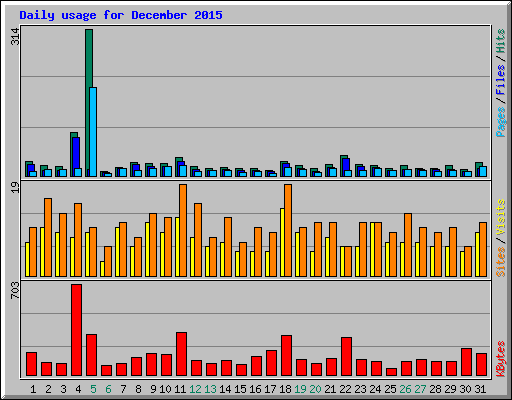 Daily usage for December 2015
314
Pages / Files / Hits
19
Sites / Visits
703
KBytes
1 2 3 4 5 6 7 8 9 10 11 12 13 14 15 16 17 18 19 20 21 22 23 24 25 26 27 28 29 30 31